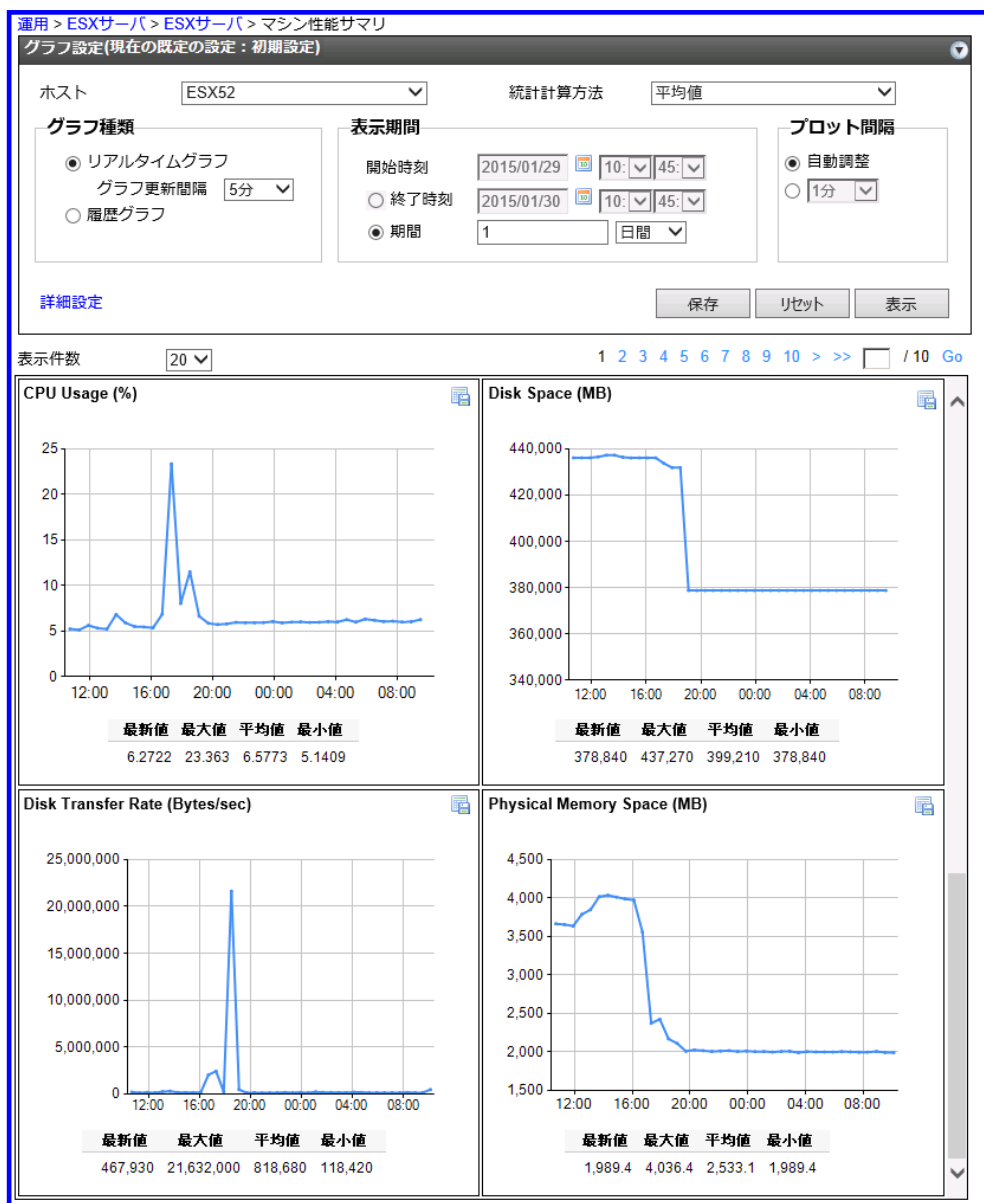 運用 > ESXサーバ > ESXサーバ > マシン性能サマリ
グラフ設定(現在の既定の設定：初期設定)
ホスト ESX52 統計計算方法 平均値
グラフ種類 表示期間 プロット間隔
リアルタイムグラフ 開始時刻 2015/01/29 10: 45: 自動調整
グラフ更新間隔 5分 終了時刻 2015/01/30 10: 45: 1分
履歴グラフ 期間 1 日間
詳細設定 保存 リセット 表示
表示件数 20 1 2 3 4 5 6 7 8 9 10 > >> / 10 Go
CPU Usage (%)
25
20
15
10
5
0
12:00 16:00 20:00 00:00 04:00 08:00
最新値 最大値 平均値 最小値
6.2722 23.363 6.5773 5.1409
Disk Space (MB)
440,000
420,000
400,000
380,000
360,000
340,000
12:00 16:00 20:00 00:00 04:00 08:00
最新値 最大値 平均値 最小値
378,840 437,270 399,210 378,840
Disk Transfer Rate (Bytes/sec)
25,000,000
20,000,000
15,000,000
10,000,000
5,000,000
0
12:00 16:00 20:00 00:00 04:00 08:00
最新値 最大値 平均値 最小値
467,930 21,632,000 818,680 118,420
Physical Memory Space (MB)
4,500
4,000
3,500
3,000
2,500
2,000
1,500
12:00 16:00 20:00 00:00 04:00 08:00
最新値 最大値 平均値 最小値
1,989.4 4,036.4 2,533.1 1,989.4